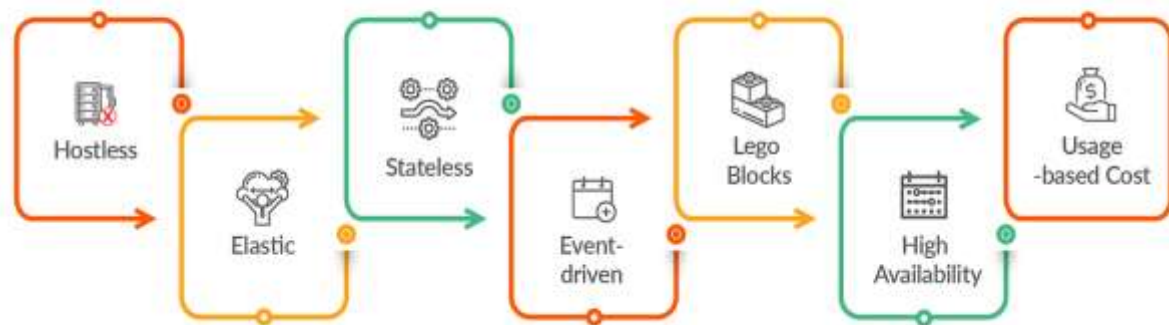 Hostless
Elastic
Stateless
Event-
driven
Lego
Blocks
High
Availability
$
Usage
-based Cost